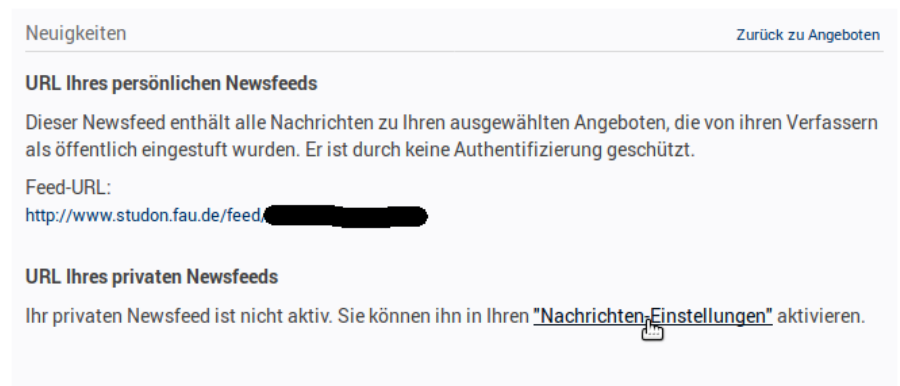 Neuigkeiten Zurück zu Angeboten
URL Ihres persönlichen Newsfeeds
Dieser Newsfeed enthält alle Nachrichten zu Ihren ausgewählten Angeboten, die von ihren Verfassern
als öffentlich eingestuft wurden. Er ist durch keine Authentifizierung geschützt.
Feed-URL:
http://www.studon.fau.de/feed/
URL Ihres privaten Newsfeeds
Ihr privaten Newsfeed ist nicht aktiv. Sie können ihn in Ihren "Nachrichten-Einstellungen" aktivieren.